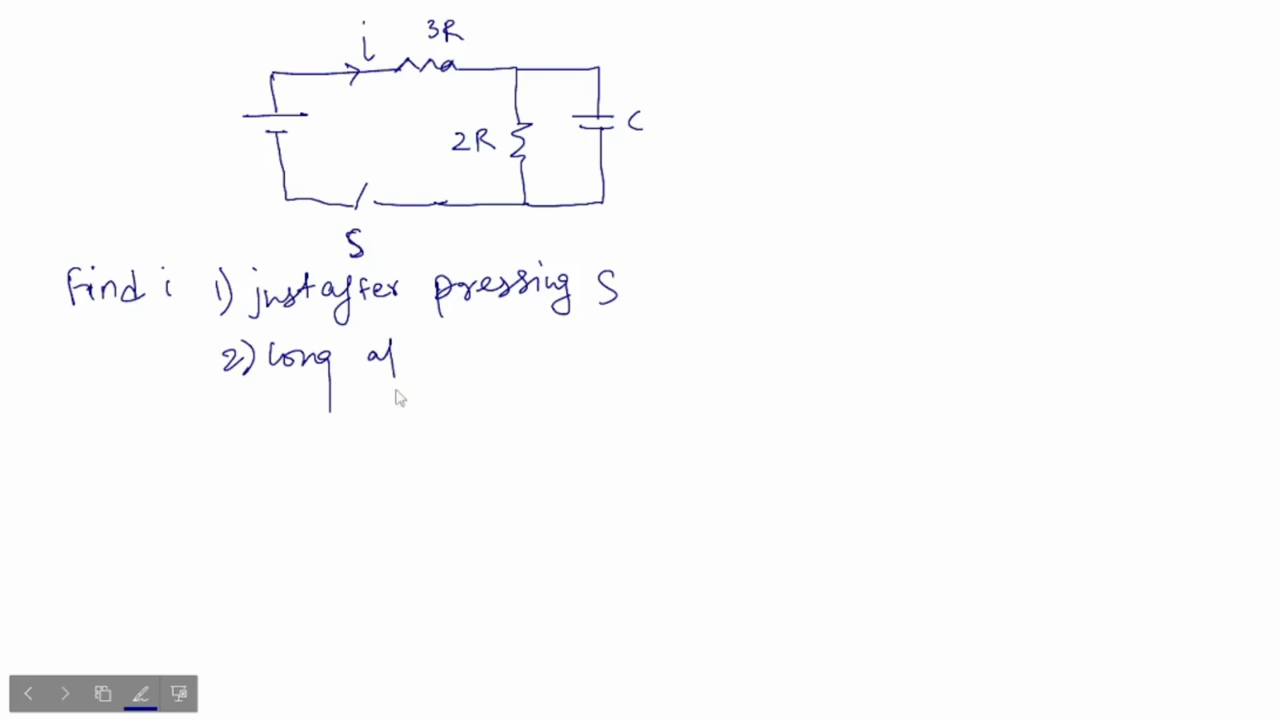 i
3R
2R
C
S
Find i 1) just after pressing S
2) long af